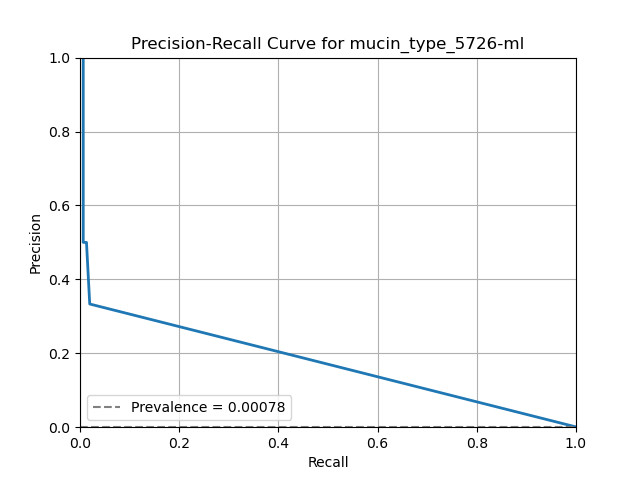 Precision-Recall Curve for mucin_type_5726-ml
1.0
0.8
0.6
0.4
0.2
0.0
Precision
Prevalence = 0.00078
0.0 0.2 0.4 0.6 0.8 1.0
Recall